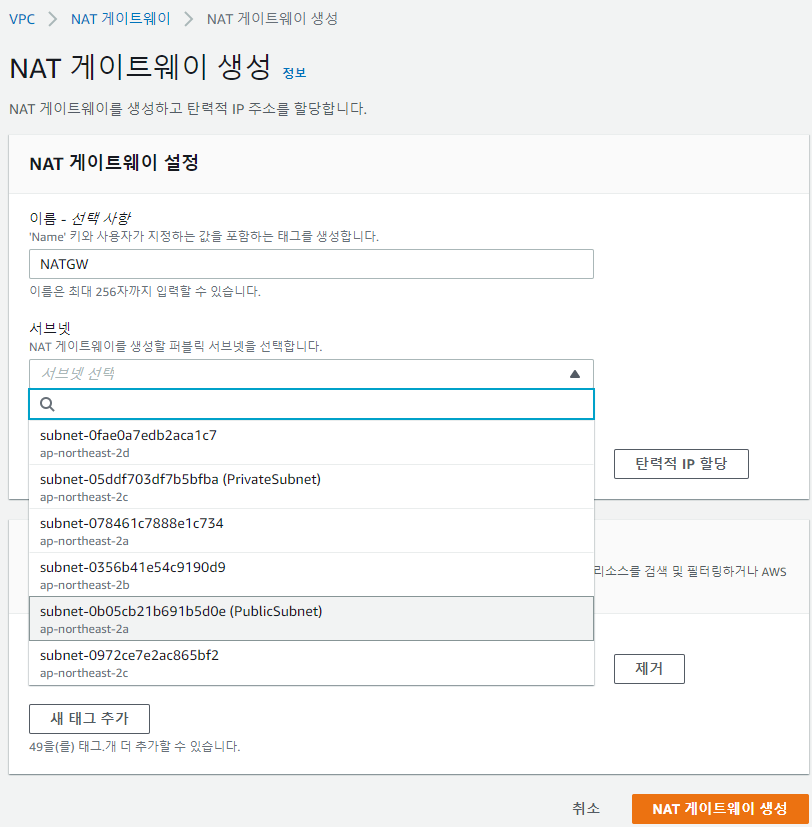 VPC > NAT 게이트웨이 > NAT 게이트웨이 생성
NAT 게이트웨이 생성 정보
NAT 게이트웨이를 생성하고 탄력적 IP 주소를 할당합니다.
NAT 게이트웨이 설정
이름 - 선택 사항
'Name' 키와 사용자가 지정하는 값을 포함하는 태그를 생성합니다.
NATGW
이름은 최대 256자까지 입력할 수 있습니다.
서브넷
NAT 게이트웨이를 생성할 퍼블릭 서브넷을 선택합니다.
서브넷 선택
subnet-0fae0a7edb2aca1c7
ap-northeast-2d
탄력적 IP 할당
subnet-05ddf703df7b5bfba (PrivateSubnet)
ap-northeast-2c
subnet-078461c7888e1c734
ap-northeast-2a
subnet-0356b41e54c9190d9
ap-northeast-2b
리소스를 검색 및 필터링하거나 AWS
subnet-0b05cb21b691b5d0e (PublicSubnet)
ap-northeast-2a
subnet-0972ce7e2ac865bf2
ap-northeast-2c
제거
새 태그 추가
49을(를) 태그.개 더 추가할 수 있습니다.
취소
NAT 게이트웨이 생성